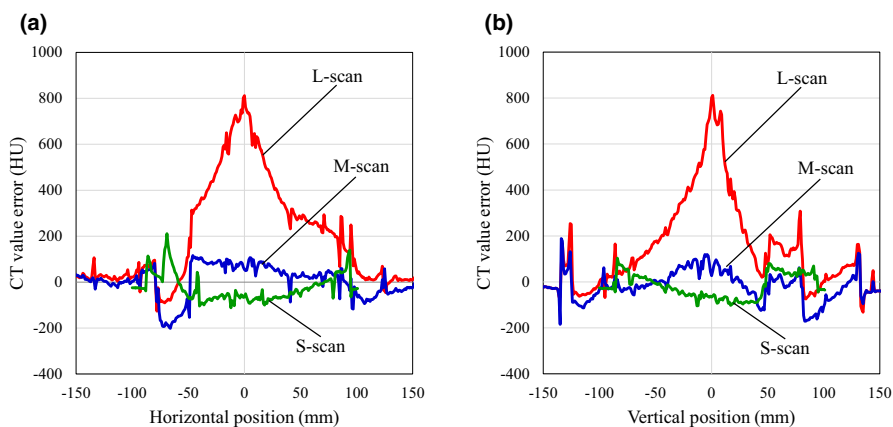 (a)
CT value error (HU)
1000
800
600
400
200
0
-200
-400
-150
-100
-50
0
50
100
150
Horizontal position (mm)
L-scan
M-scan
S-scan
(b)
CT value error (HU)
1000
800
600
400
200
0
-200
-400
-150
-100
-50
0
50
100
150
Vertical position (mm)
L-scan
M-scan
S-scan